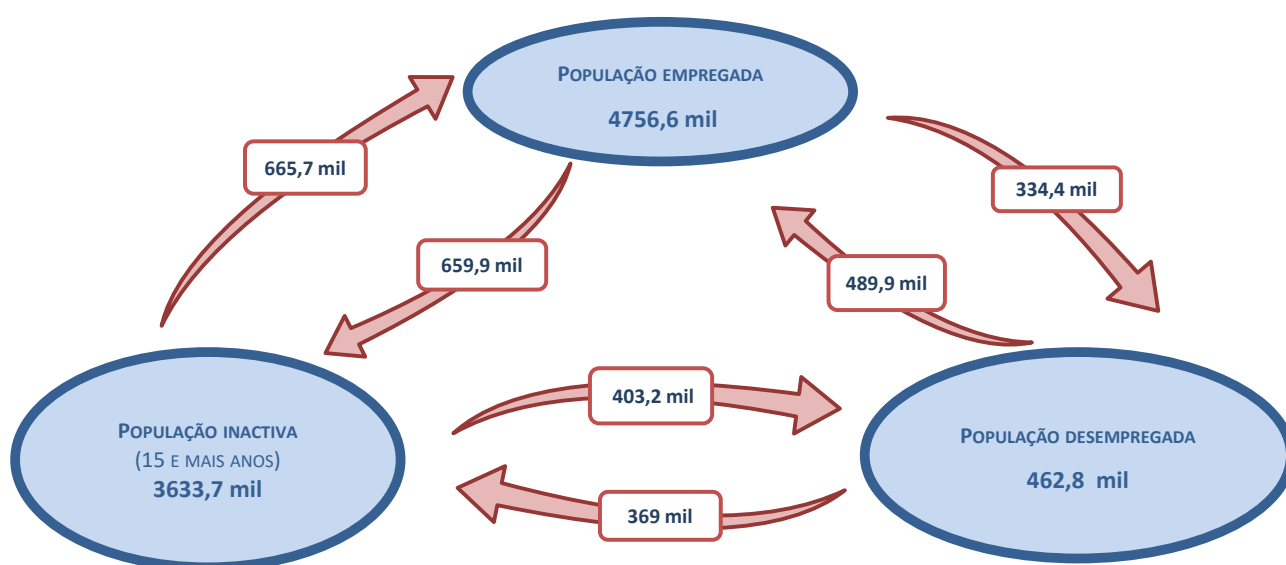 POPULAÇÃO EMPREGADA
4756,6 mil
665,7 mil
334,4 mil
659,9 mil
489,9 mil
403,2 mil
POPULAÇÃO INACTIVA
(15 E MAIS ANOS)
3633,7 mil
POPULAÇÃO DESEMPREGADA
462,8 mil
369 mil